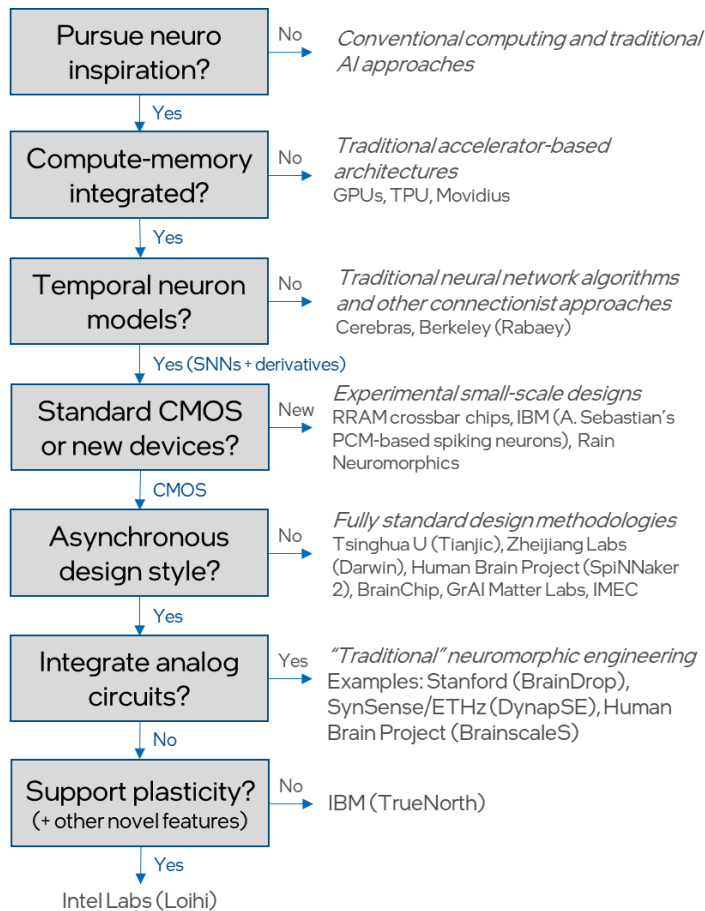 Pursue neuro
inspiration?
No
Conventional computing and traditional
AI approaches
Yes
Compute-memory
integrated?
No
Traditional accelerator-based
architectures
GPUs, TPU, Movidius
Yes
Temporal neuron
models?
No
Traditional neural network algorithms
and other connectionist approaches
Cerebras, Berkeley (Rabaey)
Yes (SNNs + derivatives)
Standard CMOS
or new devices?
New
Experimental small-scale designs
RRAM crossbar chips, IBM (A. Sebastian's
PCM-based spiking neurons), Rain
Neuromorphics
CMOS
Asynchronous
design style?
No
Fully standard design methodologies
Tsinghua U (Tianjic), Zheijiang Labs
(Darwin), Human Brain Project (SpiNNaker
2), BrainChip, GrAI Matter Labs, IMEC
Yes
Integrate analog
circuits?
Yes
"Traditional" neuromorphic engineering
Examples: Stanford (BrainDrop),
SynSense/ETHz (DynapSE), Human
Brain Project (BrainscaleS)
No
Support plasticity?
(+ other novel features)
No
IBM (TrueNorth)
Yes
Intel Labs (Loihi)